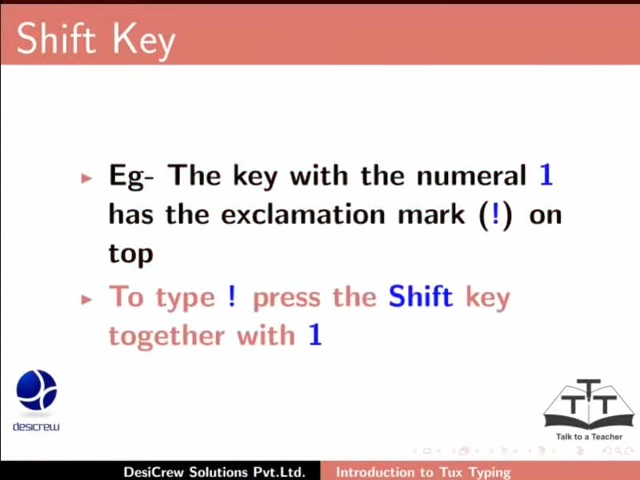 Shift Key
Eg- The key with the numeral 1
has the exclamation mark (!) on
top
To type ! press the Shift key
together with 1
desicrew
TTT
Talk to a Teacher
DesiCrew Solutions Pvt.Ltd. Introduction to Tux Typing